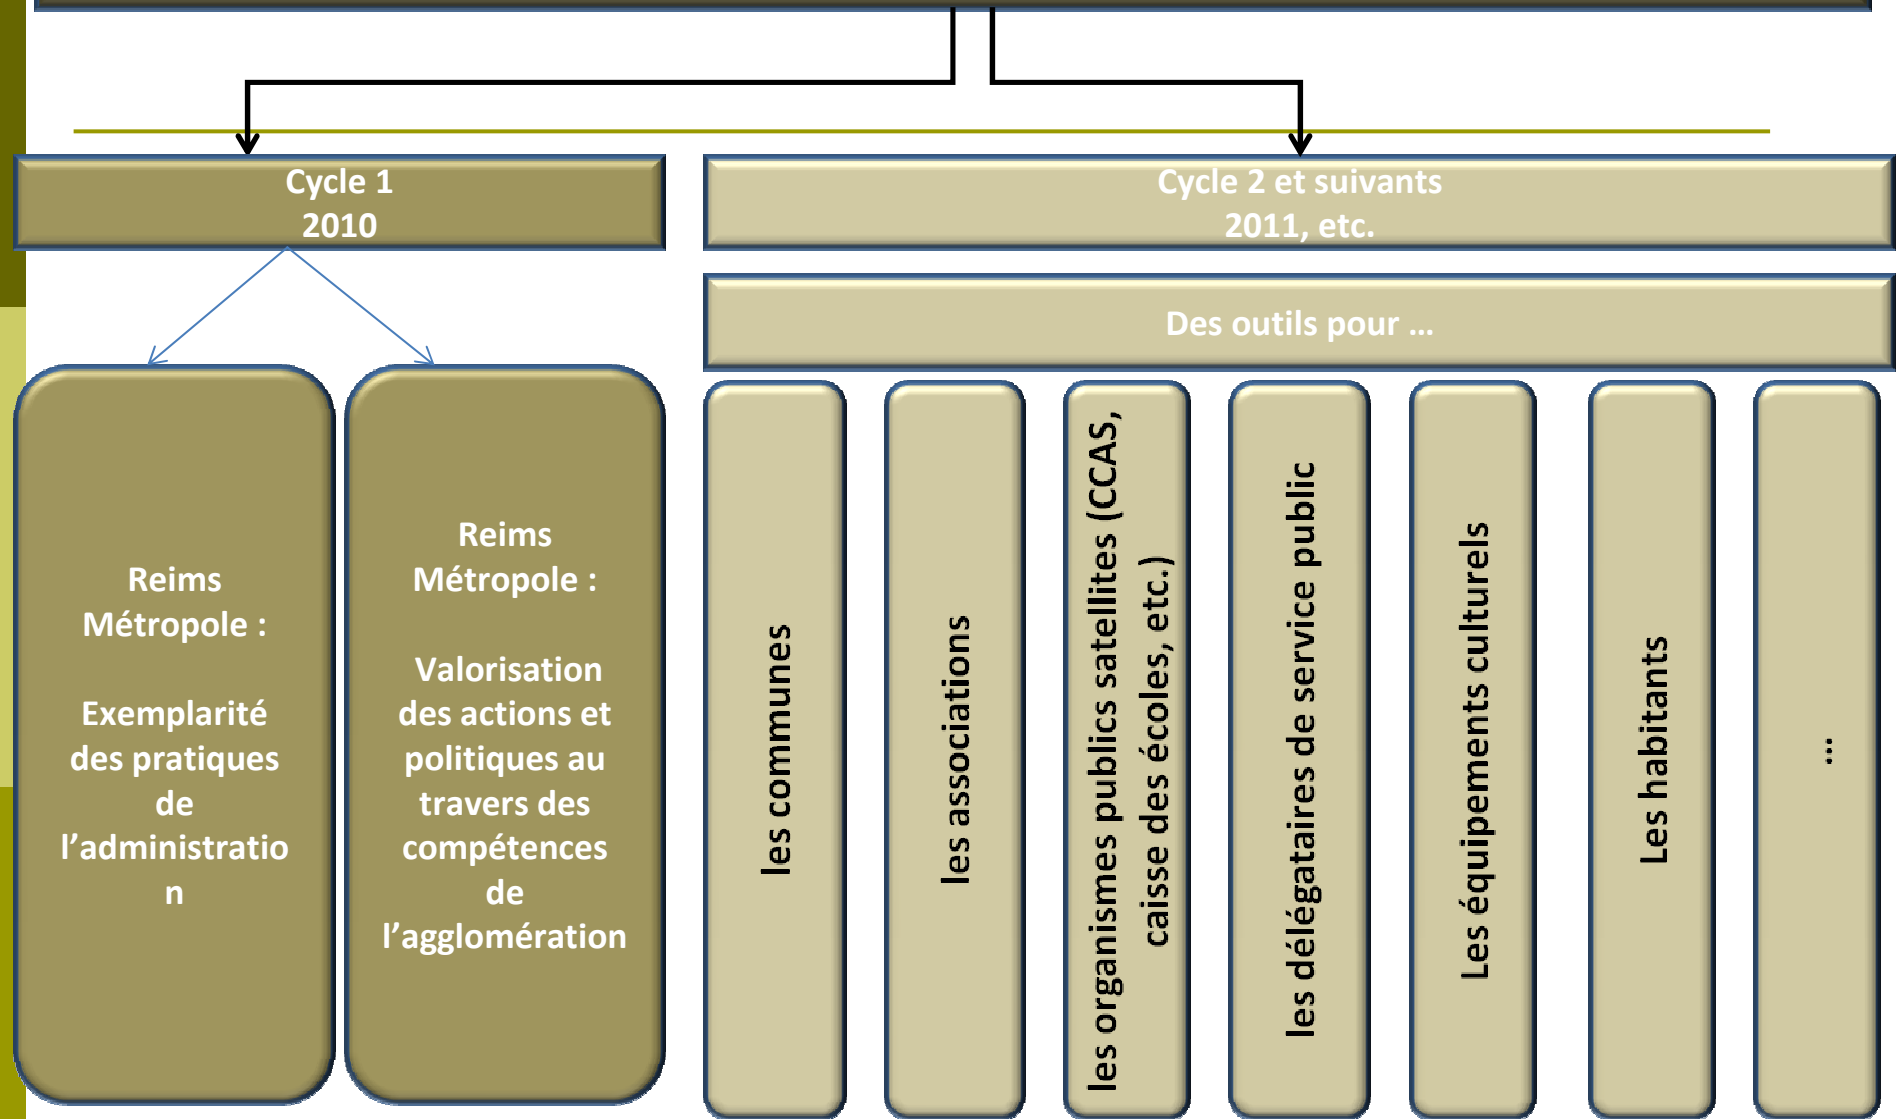 Cycle 1
2010
Cycle 2 et suivants
2011, etc.
Des outils pour ...
Reims
Métropole :
Exemplarité
des pratiques
de
l’administratio
n
Reims
Métropole :
Valorisation
des actions et
politiques au
travers des
compétences
de
l’agglomération
les communes
les associations
les organismes publics satellites (CCAS,
caisse des écoles, etc.)
les délégataires de service public
Les équipements culturels
Les habitants
...